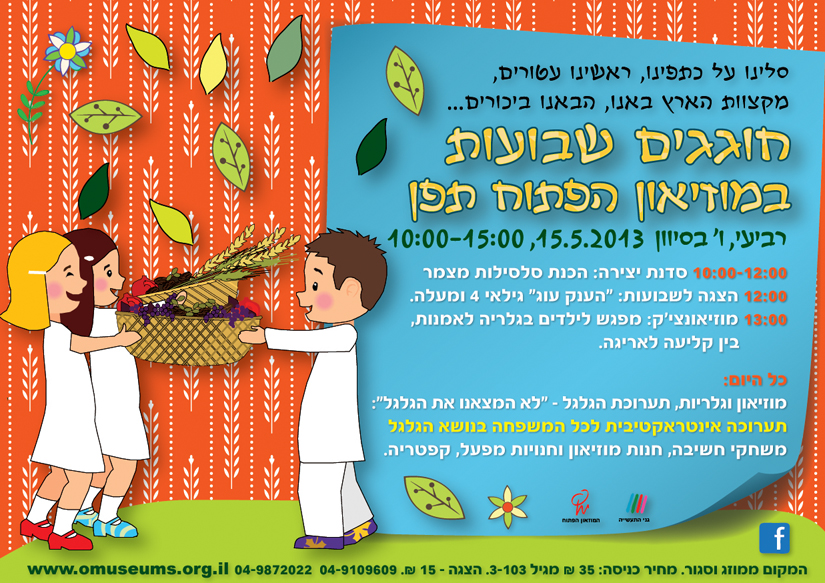 סלינו על כתפינו, ראשינו עטורים,
מקצוות הארץ באנו, הבאנו ביכורים...
חוגגים שבועות
במוזיאון הפתוח תפן
רביעי, ו' בסיוון 15.5.2013, 10:00-15:00
10:00-12:00 סדנת יצירה: הכנת סלסילות מצמר
12:00 הצגה לשבועות: "הענק עוג" גילאי 4 ומעלה.
13:00 מוזיאונצ'ק: מפגש לילדים בגלריה לאמנות,
בין קליעה לאריגה.
כל היום:
מוזיאון וגלריות, תערוכת הגלגל - "לא המצאנו את הגלגל":
תערוכה אינטראקטיבית לכל המשפחה בנושא הגלגל
משחקי חשיבה, חנות מוזיאון וחנויות מפעל, קפטריה.
המוזיאון הפתוח
גני התעשייה
f
המקום ממוזג וסגור. מחיר כניסה: 35 ₪ מגיל 3-103. הצגה - 15 ₪. 04-9109609 04-9872022 www.omuseums.org.il